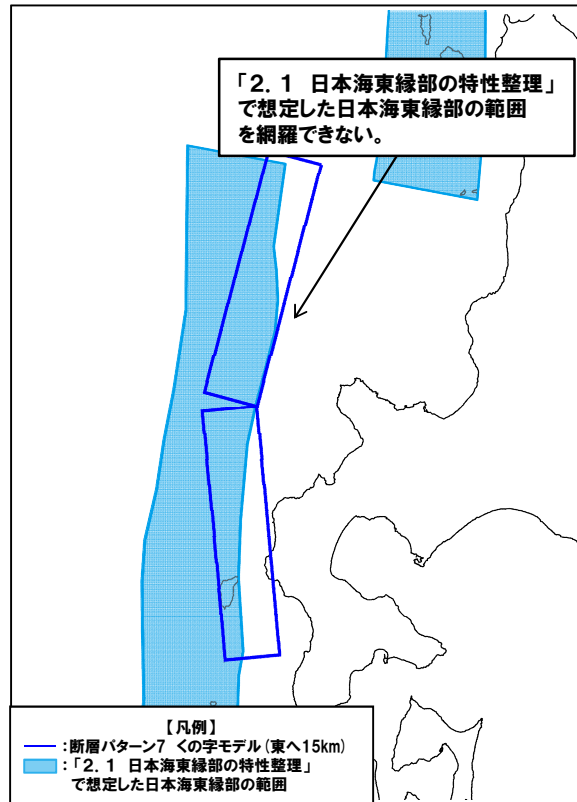 「2.1 日本海東縁部の特性整理」
で想定した日本海東縁部の範囲
を網羅できない。
【凡例】
:断層パターン7 くの字モデル(東へ15km)
:「2.1 日本海東縁部の特性整理」
で想定した日本海東縁部の範囲